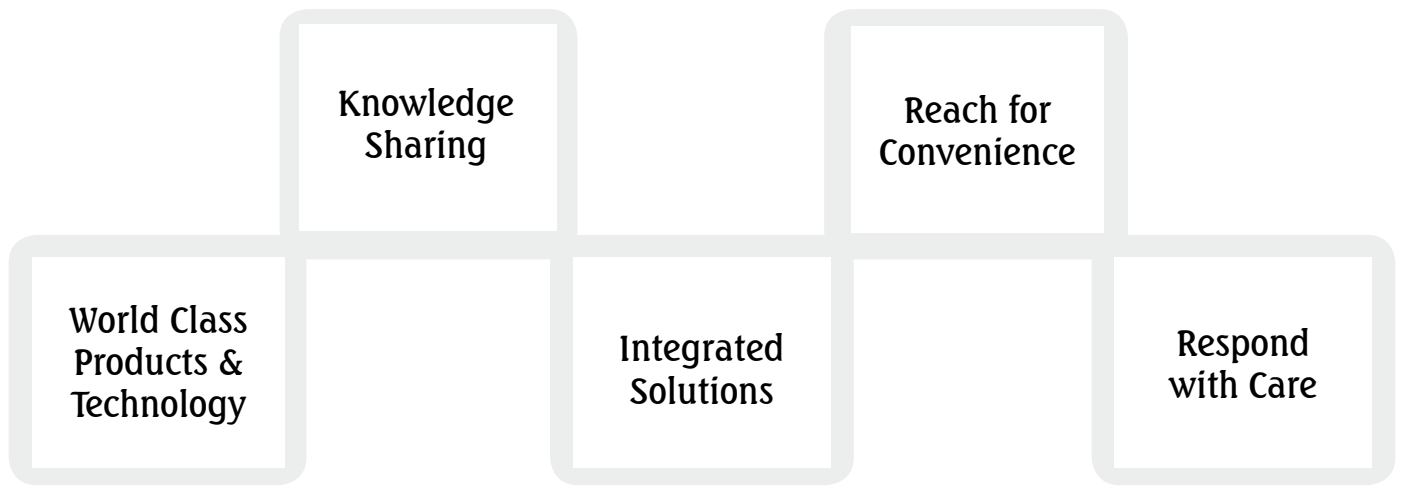 Knowledge
Sharing
Reach for
Convenience
World Class
Products &
Technology
Integrated
Solutions
Respond
with Care